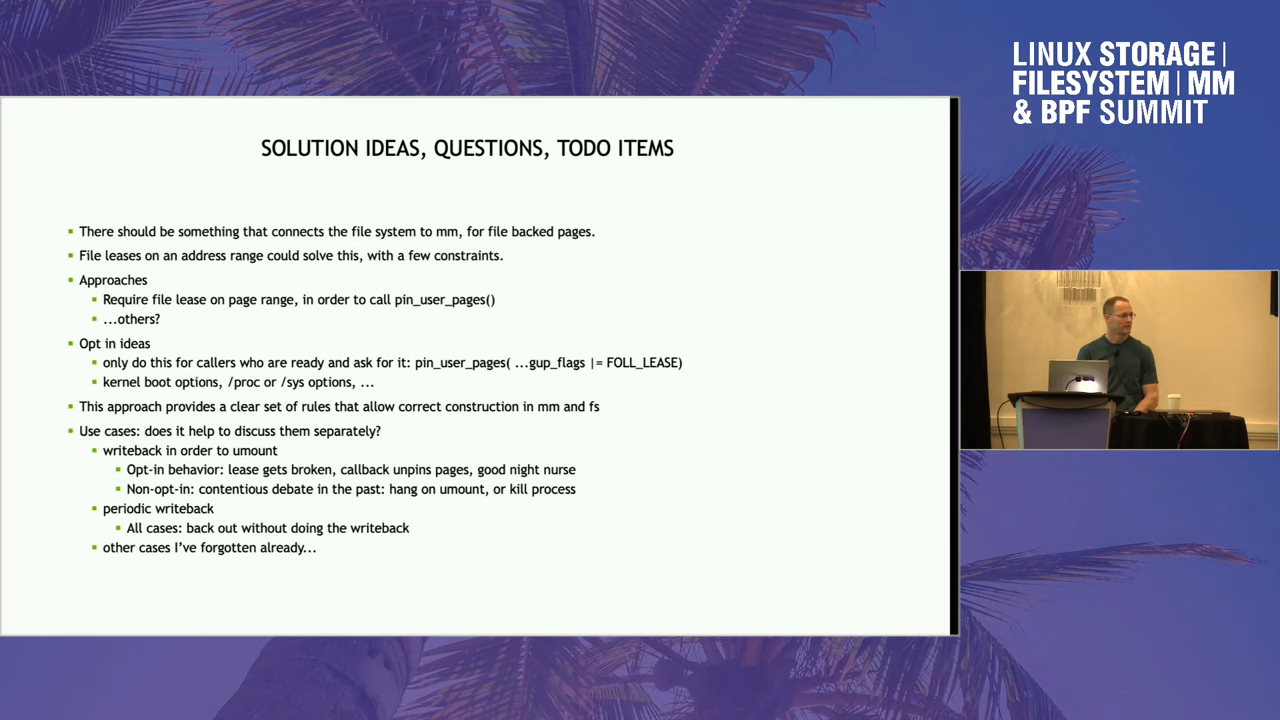 LINUX STORAGE |
FILESYSTEM | MM
& BPF SUMMIT
SOLUTION IDEAS, QUESTIONS, TODO ITEMS
▪ There should be something that connects the file system to mm, for file backed pages.
▪ File leases on an address range could solve this, with a few constraints.
▪ Approaches
▪ Require file lease on page range, in order to call pin_user_pages()
▪ ...others?
▪ Opt in ideas
▪ only do this for callers who are ready and ask for it: pin_user_pages( ...gup_flags |= FOLL_LEASE)
▪ kernel boot options, /proc or /sys options, ...
▪ This approach provides a clear set of rules that allow correct construction in mm and fs
▪ Use cases: does it help to discuss them separately?
▪ writeback in order to umount
▪ Opt-in behavior: lease gets broken, callback unpins pages, good night nurse
▪ Non-opt-in: contentious debate in the past: hang on umount, or kill process
▪ periodic writeback
▪ All cases: back out without doing the writeback
▪ other cases I've forgotten already...